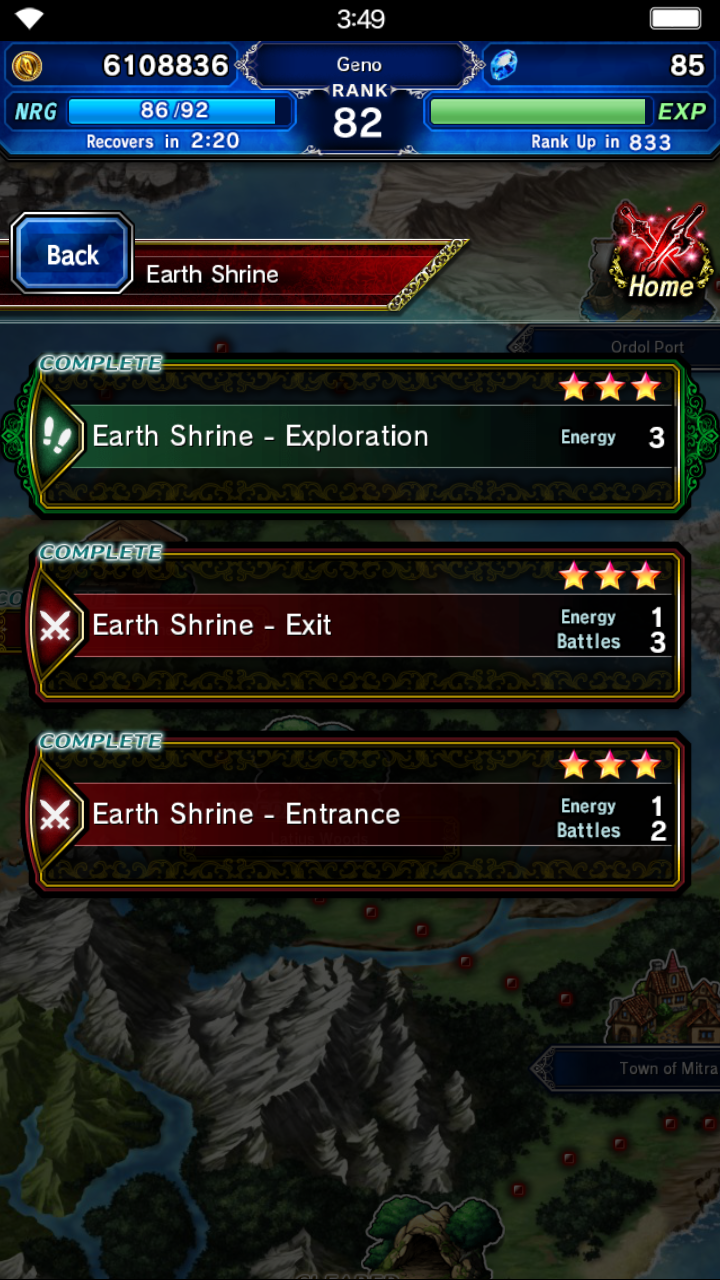 3:49
6108836
Geno
85
RANK
82
NRG 86/92
EXP
Recovers in 2:20
Rank Up in 833
Back
Earth Shrine
Home
Ordol Port
COMPLETE
Earth Shrine - Exploration
Energy 3
COMPLETE
Earth Shrine - Exit
Energy 1
Battles 3
COMPLETE
Earth Shrine - Entrance
Energy 1
Battles 2
Town of Mitra
CLEARED